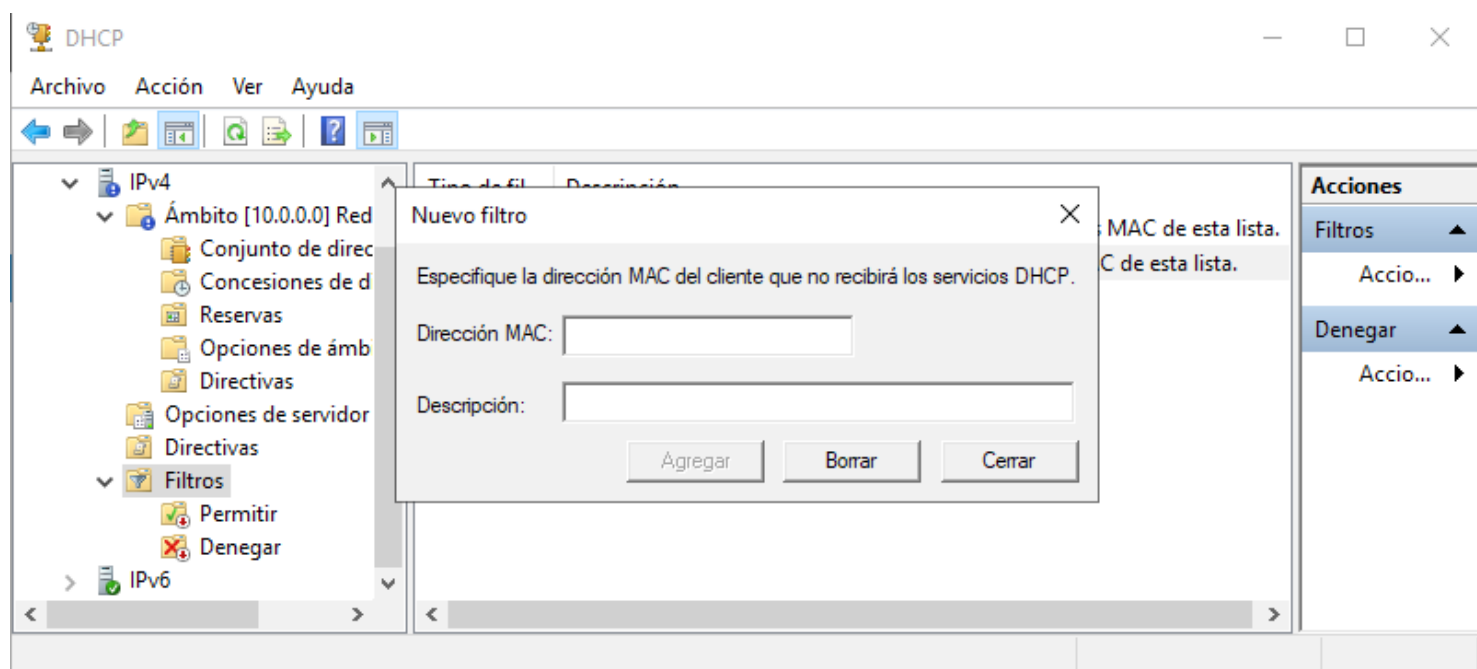 DHCP
Archivo Acción Ver Ayuda
IPv4
Ámbito [10.0.0.0] Red
Conjunto de direc
Concesiones de d
Reservas
Opciones de ámb
Directivas
Opciones de servidor
Directivas
Filtros
Permitir
Denegar
IPv6
Tipo de fil Descripción
MAC de esta lista.
C de esta lista.
Nuevo filtro
Especifique la dirección MAC del cliente que no recibirá los servicios DHCP.
Dirección MAC:
Descripción:
Agregar Borrar Cerrar
Acciones
Filtros
Accio...
Denegar
Accio...